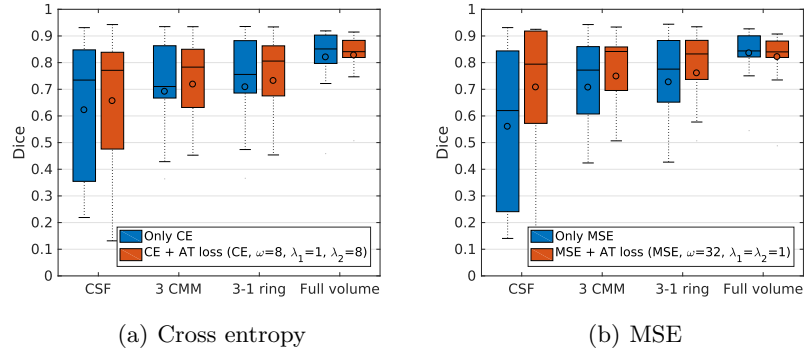 1
0.9
0.8
0.7
0.6
0.5
0.4
0.3
0.2
0.1
0
Dice
Only CE
CE + AT loss (CE, ω=8, λ₁=1, λ₂=8)
CSF 3 CMM 3-1 ring Full volume
(a) Cross entropy
1
0.9
0.8
0.7
0.6
0.5
0.4
0.3
0.2
0.1
0
Dice
Only MSE
MSE + AT loss (MSE, ω=32, λ₁=λ₂=1)
CSF 3 CMM 3-1 ring Full volume
(b) MSE